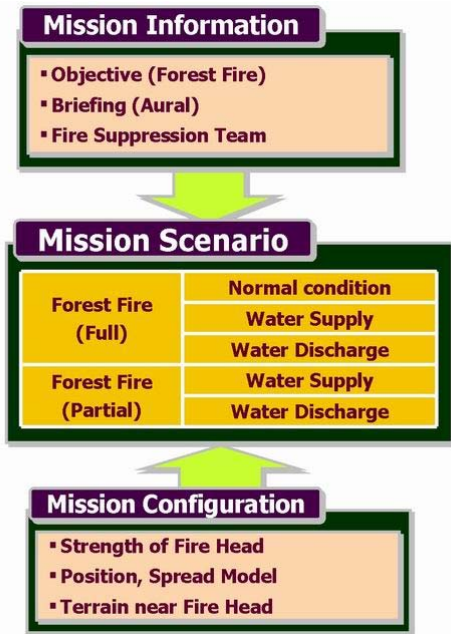 Mission Information
▪ Objective (Forest Fire)
▪ Briefing (Aural)
▪ Fire Suppression Team
Mission Scenario
Forest Fire
(Full)
Normal condition
Water Supply
Water Discharge
Forest Fire
(Partial)
Water Supply
Water Discharge
Mission Configuration
▪ Strength of Fire Head
▪ Position, Spread Model
▪ Terrain near Fire Head